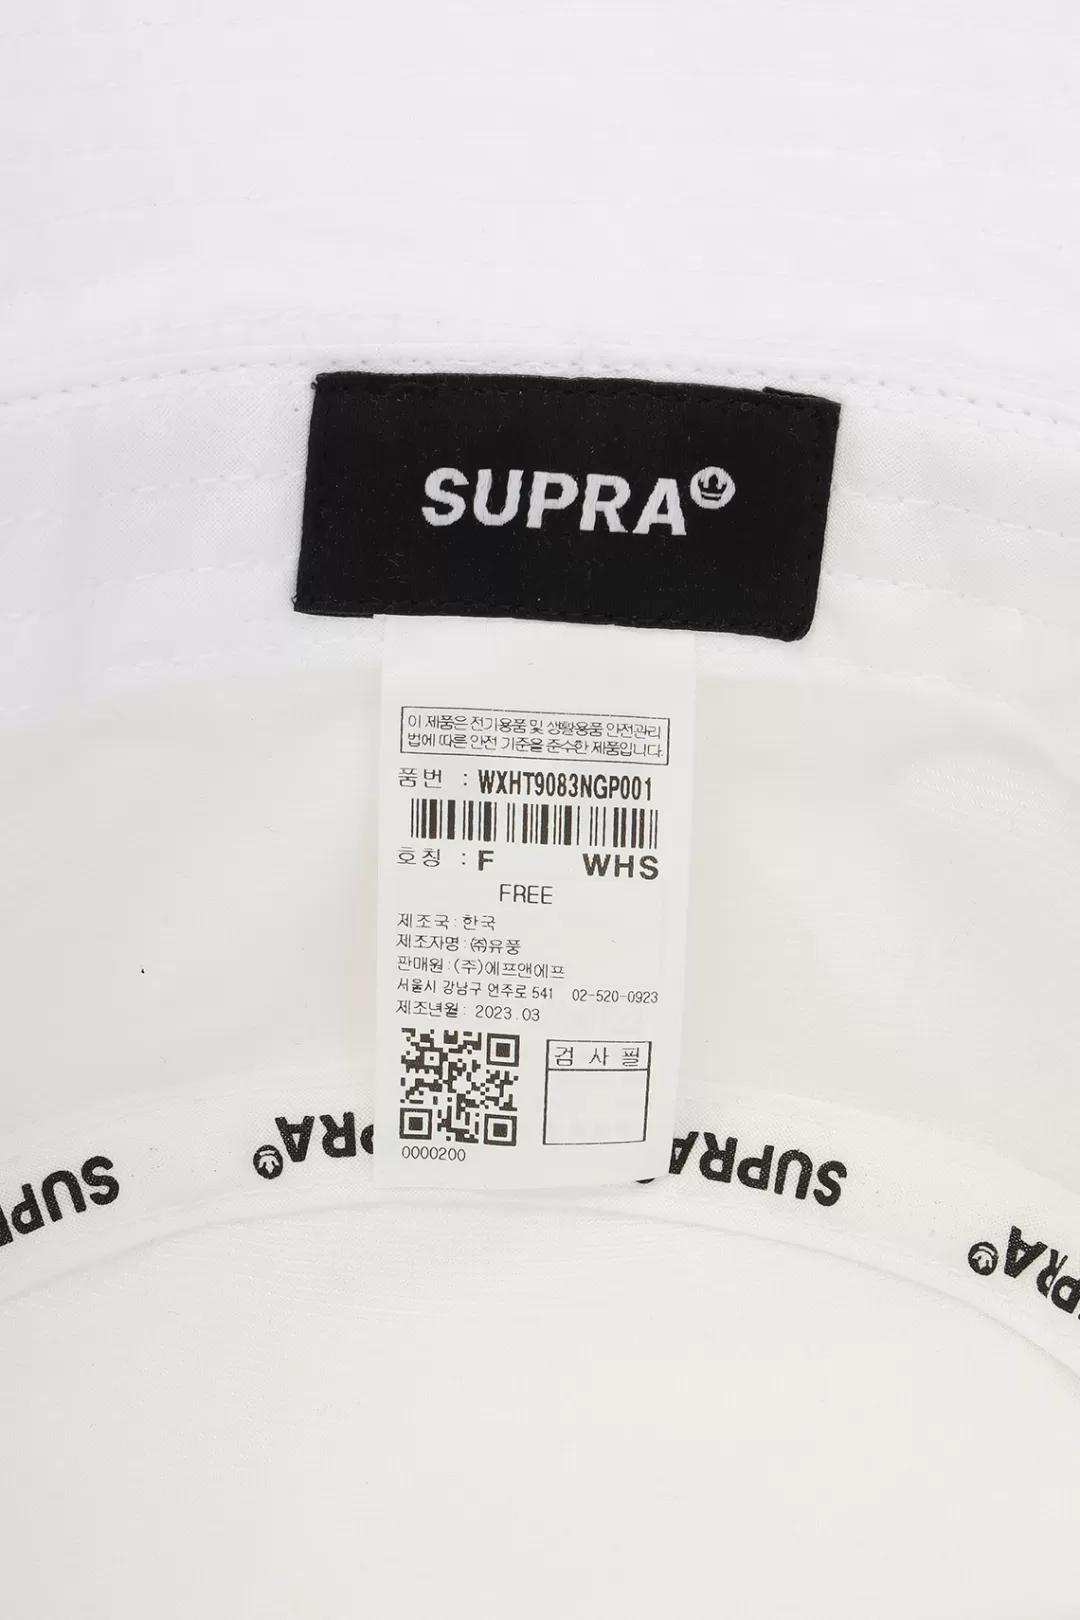 SUPRA
이 제품은 전기용품 및 생활용품 안전관리
법에 따른 안전 기준을 준수한 제품입니다.
품번 : WXHT9083NGP001
호칭 : F WHS
FREE
제조국 : 한국
제조자명 : ㈜유풍
판매원 : (주)에프앤에프
서울시 강남구 언주로 541 02-520-0923
제조년월 : 2023.03
검 사 필
0000200
SUPRA
SUPRA
SUPRA
SUPRA